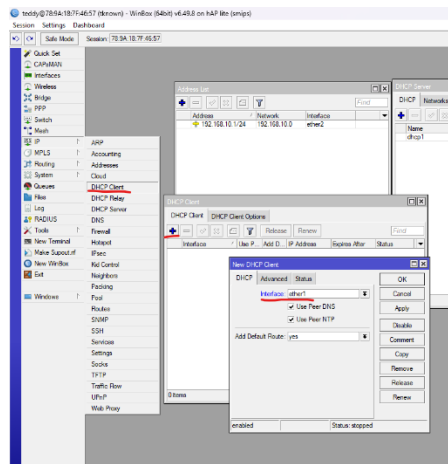 teddy@78:9A:18:7F:46:57 (tknown) - WinBox (64bit) v6.49.8 on hAP lite (smips)
Session Settings Dashboard
Safe Mode Session: 78:9A:18:7F:46:57
Quick Set
CAPsMAN
Interfaces
Wireless
Bridge
PPP
Switch
Mesh
IP
MPLS
Routing
System
Queues
Files
Log
RADIUS
Tools
New Terminal
Make Supout.rif
New WinBox
Exit
Windows
ARP
Accounting
Addresses
Cloud
DHCP Client
DHCP Relay
DHCP Server
DNS
Firewall
Hotspot
IPsec
Kid Control
Neighbors
Packing
Pool
Routes
SNMP
SSH
Services
Settings
Socks
TFTP
Traffic Flow
UPnP
Web Proxy
Address List
Find
Address Network Interface
192.168.10.1/24 192.168.10.0 ether2
DHCP Server
DHCP Networks
Name
dhcp1
DHCP Client
DHCP Client DHCP Client Options
Release Renew Find
Interface Use P... Add D... IP Address Expires After Status
0 items
New DHCP Client
DHCP Advanced Status
Interface: ether1
Use Peer DNS
Use Peer NTP
Add Default Route: yes
OK
Cancel
Apply
Disable
Comment
Copy
Remove
Release
Renew
enabled Status: stopped